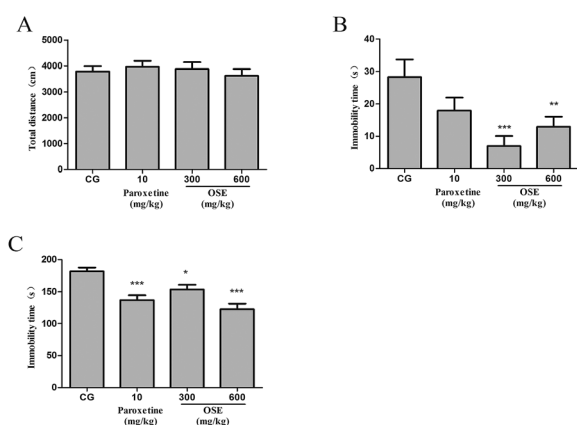 A
Total distance（cm）
5000
4000
3000
2000
1000
0
CG
10
300
600
Paroxetine
OSE
(mg/kg)
(mg/kg)
B
Immobility time（s）
40
30
20
10
0
***
**
CG
10
300
600
Paroxetine
OSE
(mg/kg)
(mg/kg)
C
Immobility time（s）
200
150
100
50
0
***
*
***
CG
10
300
600
Paroxetine
OSE
(mg/kg)
(mg/kg)